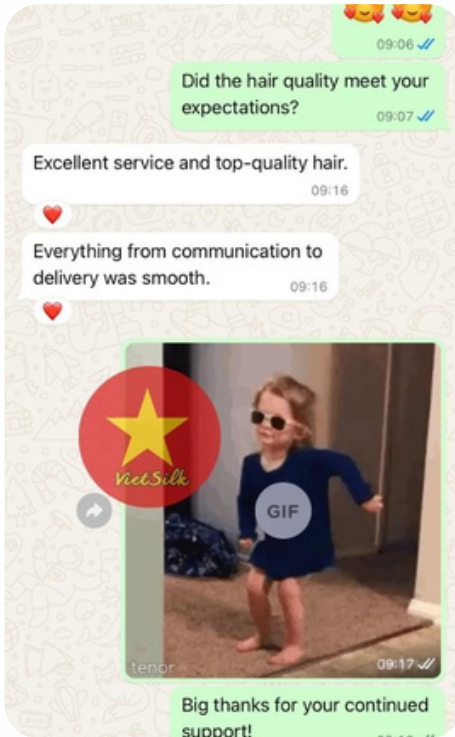 09:06
Did the hair quality meet your
expectations?
09:07
Excellent service and top-quality hair.
09:16
Everything from communication to
delivery was smooth.
09:16
VietSilk
GIF
tenor
09:17
Big thanks for your continued
support!